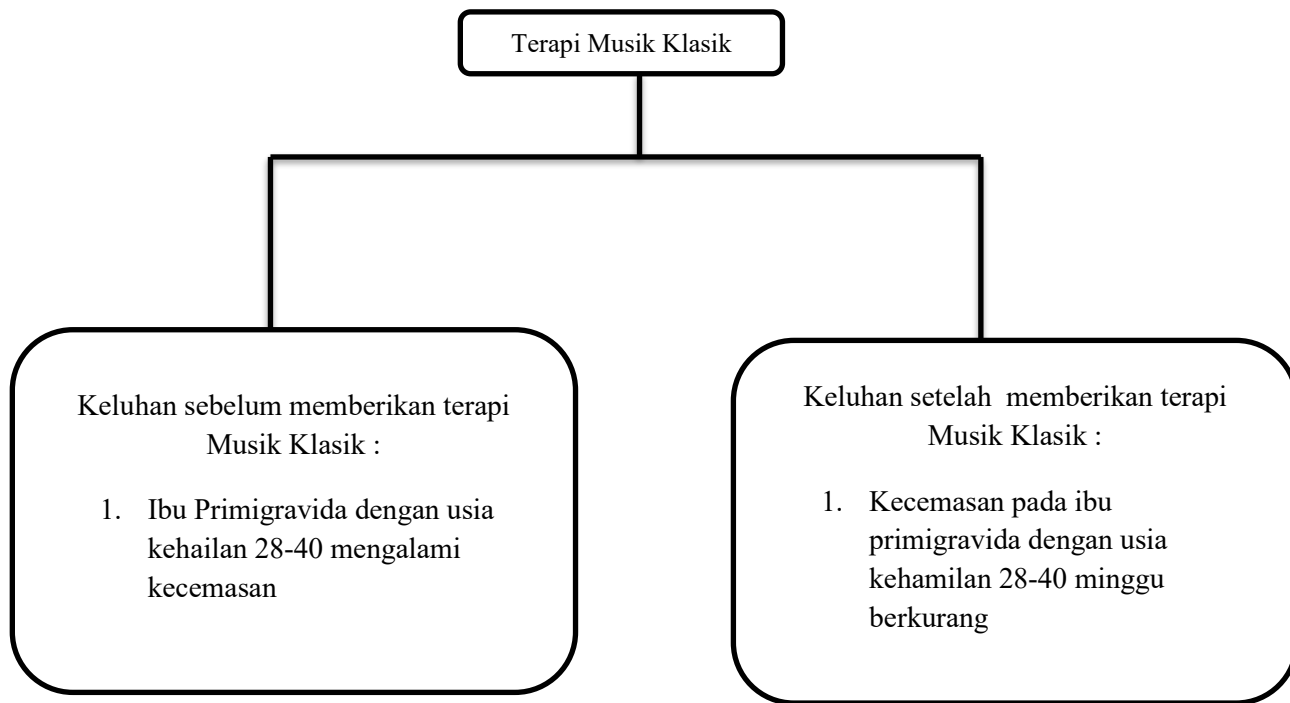 Terapi Musik Klasik
Keluhan sebelum memberikan terapi
Musik Klasik :
1. Ibu Primigravida dengan usia
kehailan 28-40 mengalami
kecemasan
Keluhan setelah memberikan terapi
Musik Klasik :
1. Kecemasan pada ibu
primigravida dengan usia
kehamilan 28-40 minggu
berkurang